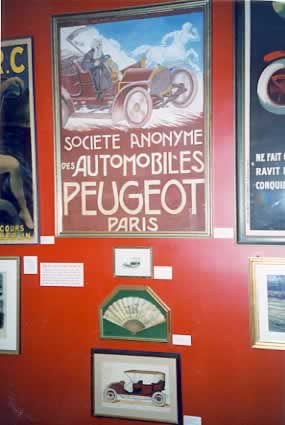 .C
SOCIETE ANONYME
DES AUTOMOBILES
PEUGEOT
PARIS
NE FAIT
RAVIT
CONQUI
COURS